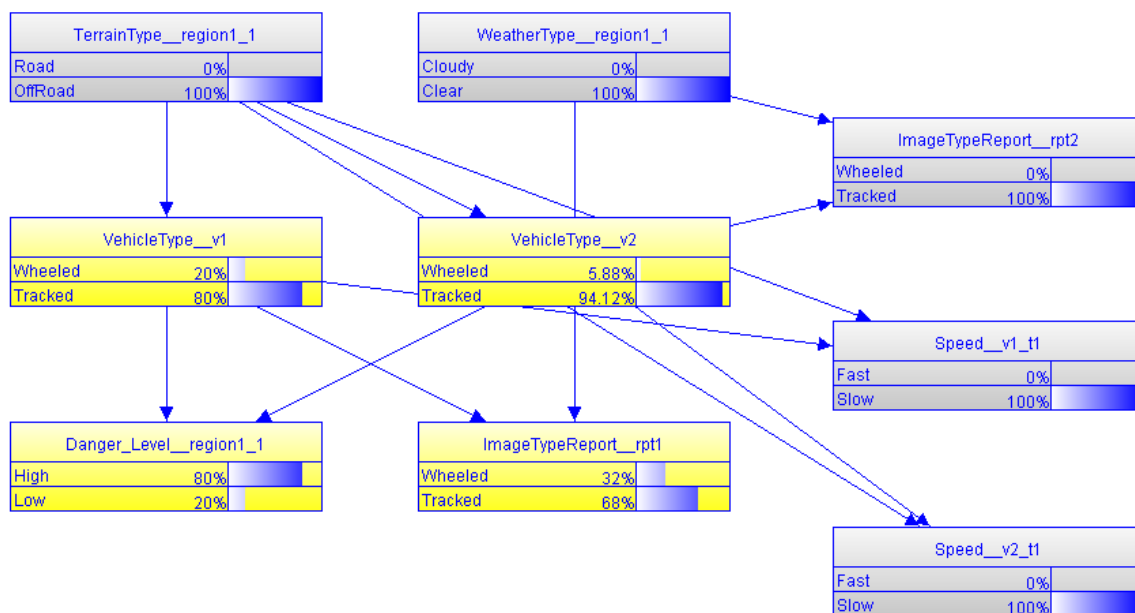 TerrainType__region1_1
Road 0%
OffRoad 100%
WeatherType__region1_1
Cloudy 0%
Clear 100%
ImageTypeReport__rpt2
Wheeled 0%
Tracked 100%
VehicleType__v1
Wheeled 20%
Tracked 80%
VehicleType__v2
Wheeled 5.88%
Tracked 94.12%
Speed__v1_t1
Fast 0%
Slow 100%
Danger_Level__region1_1
High 80%
Low 20%
ImageTypeReport__rpt1
Wheeled 32%
Tracked 68%
Speed__v2_t1
Fast 0%
Slow 100%